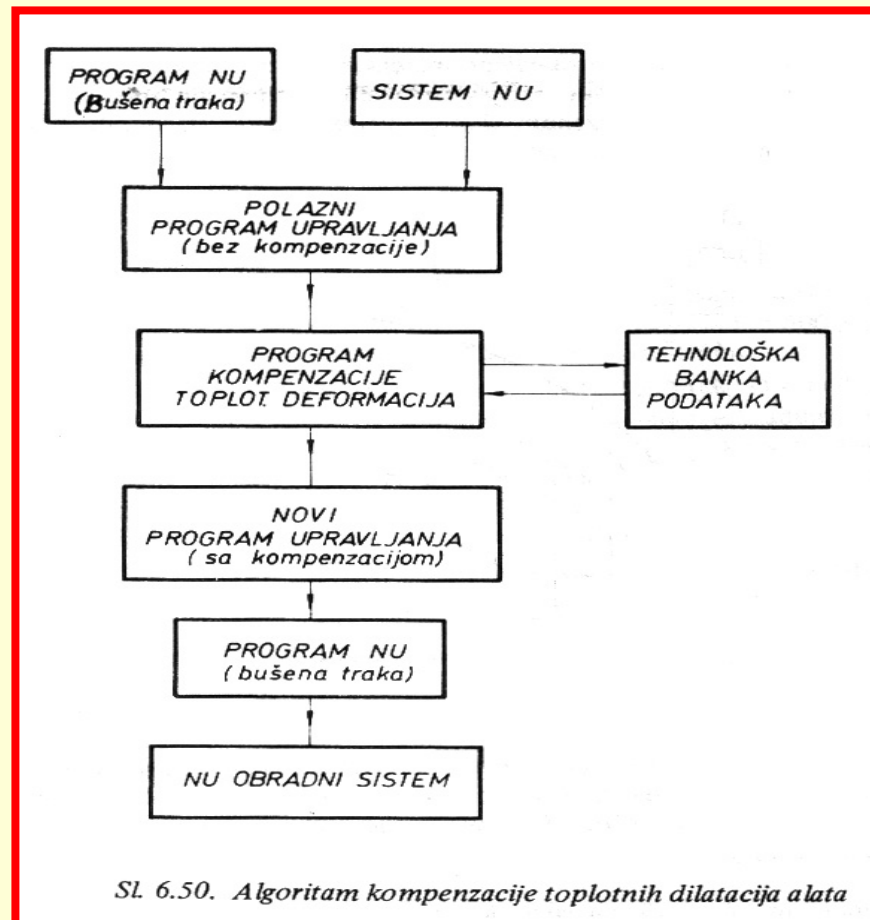 PROGRAM NU
(Bušena traka)
SISTEM NU
POLAZNI
PROGRAM UPRAVLJANJA
(bez kompenzacije)
PROGRAM
KOMPENZACIJE
TOPLOT. DEFORMACIJA
TEHNOLOŠKA
BANKA
PODATAKA
NOVI
PROGRAM UPRAVLJANJA
(sa kompenzacijom)
PROGRAM NU
(bušena traka)
NU OBRADNI SISTEM
Sl. 6.50. Algoritam kompenzacije toplotnih dilatacija alata